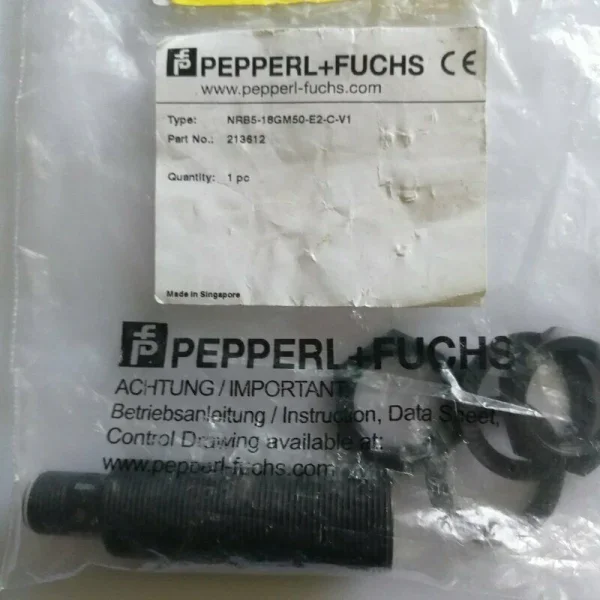 PEPPERL+FUCHS CE
www.pepperl-fuchs.com
Type: NRB5-18GM50-E2-C-V1
Part No.: 213612
Quantity: 1 pc
Made in Singapore
PEPPERL+FUCHS
ACHTUNG / IMPORTANT
Betriebsanleitung / Instruction, Data Sheet,
Control Drawing available at:
www.pepperl-fuchs.com